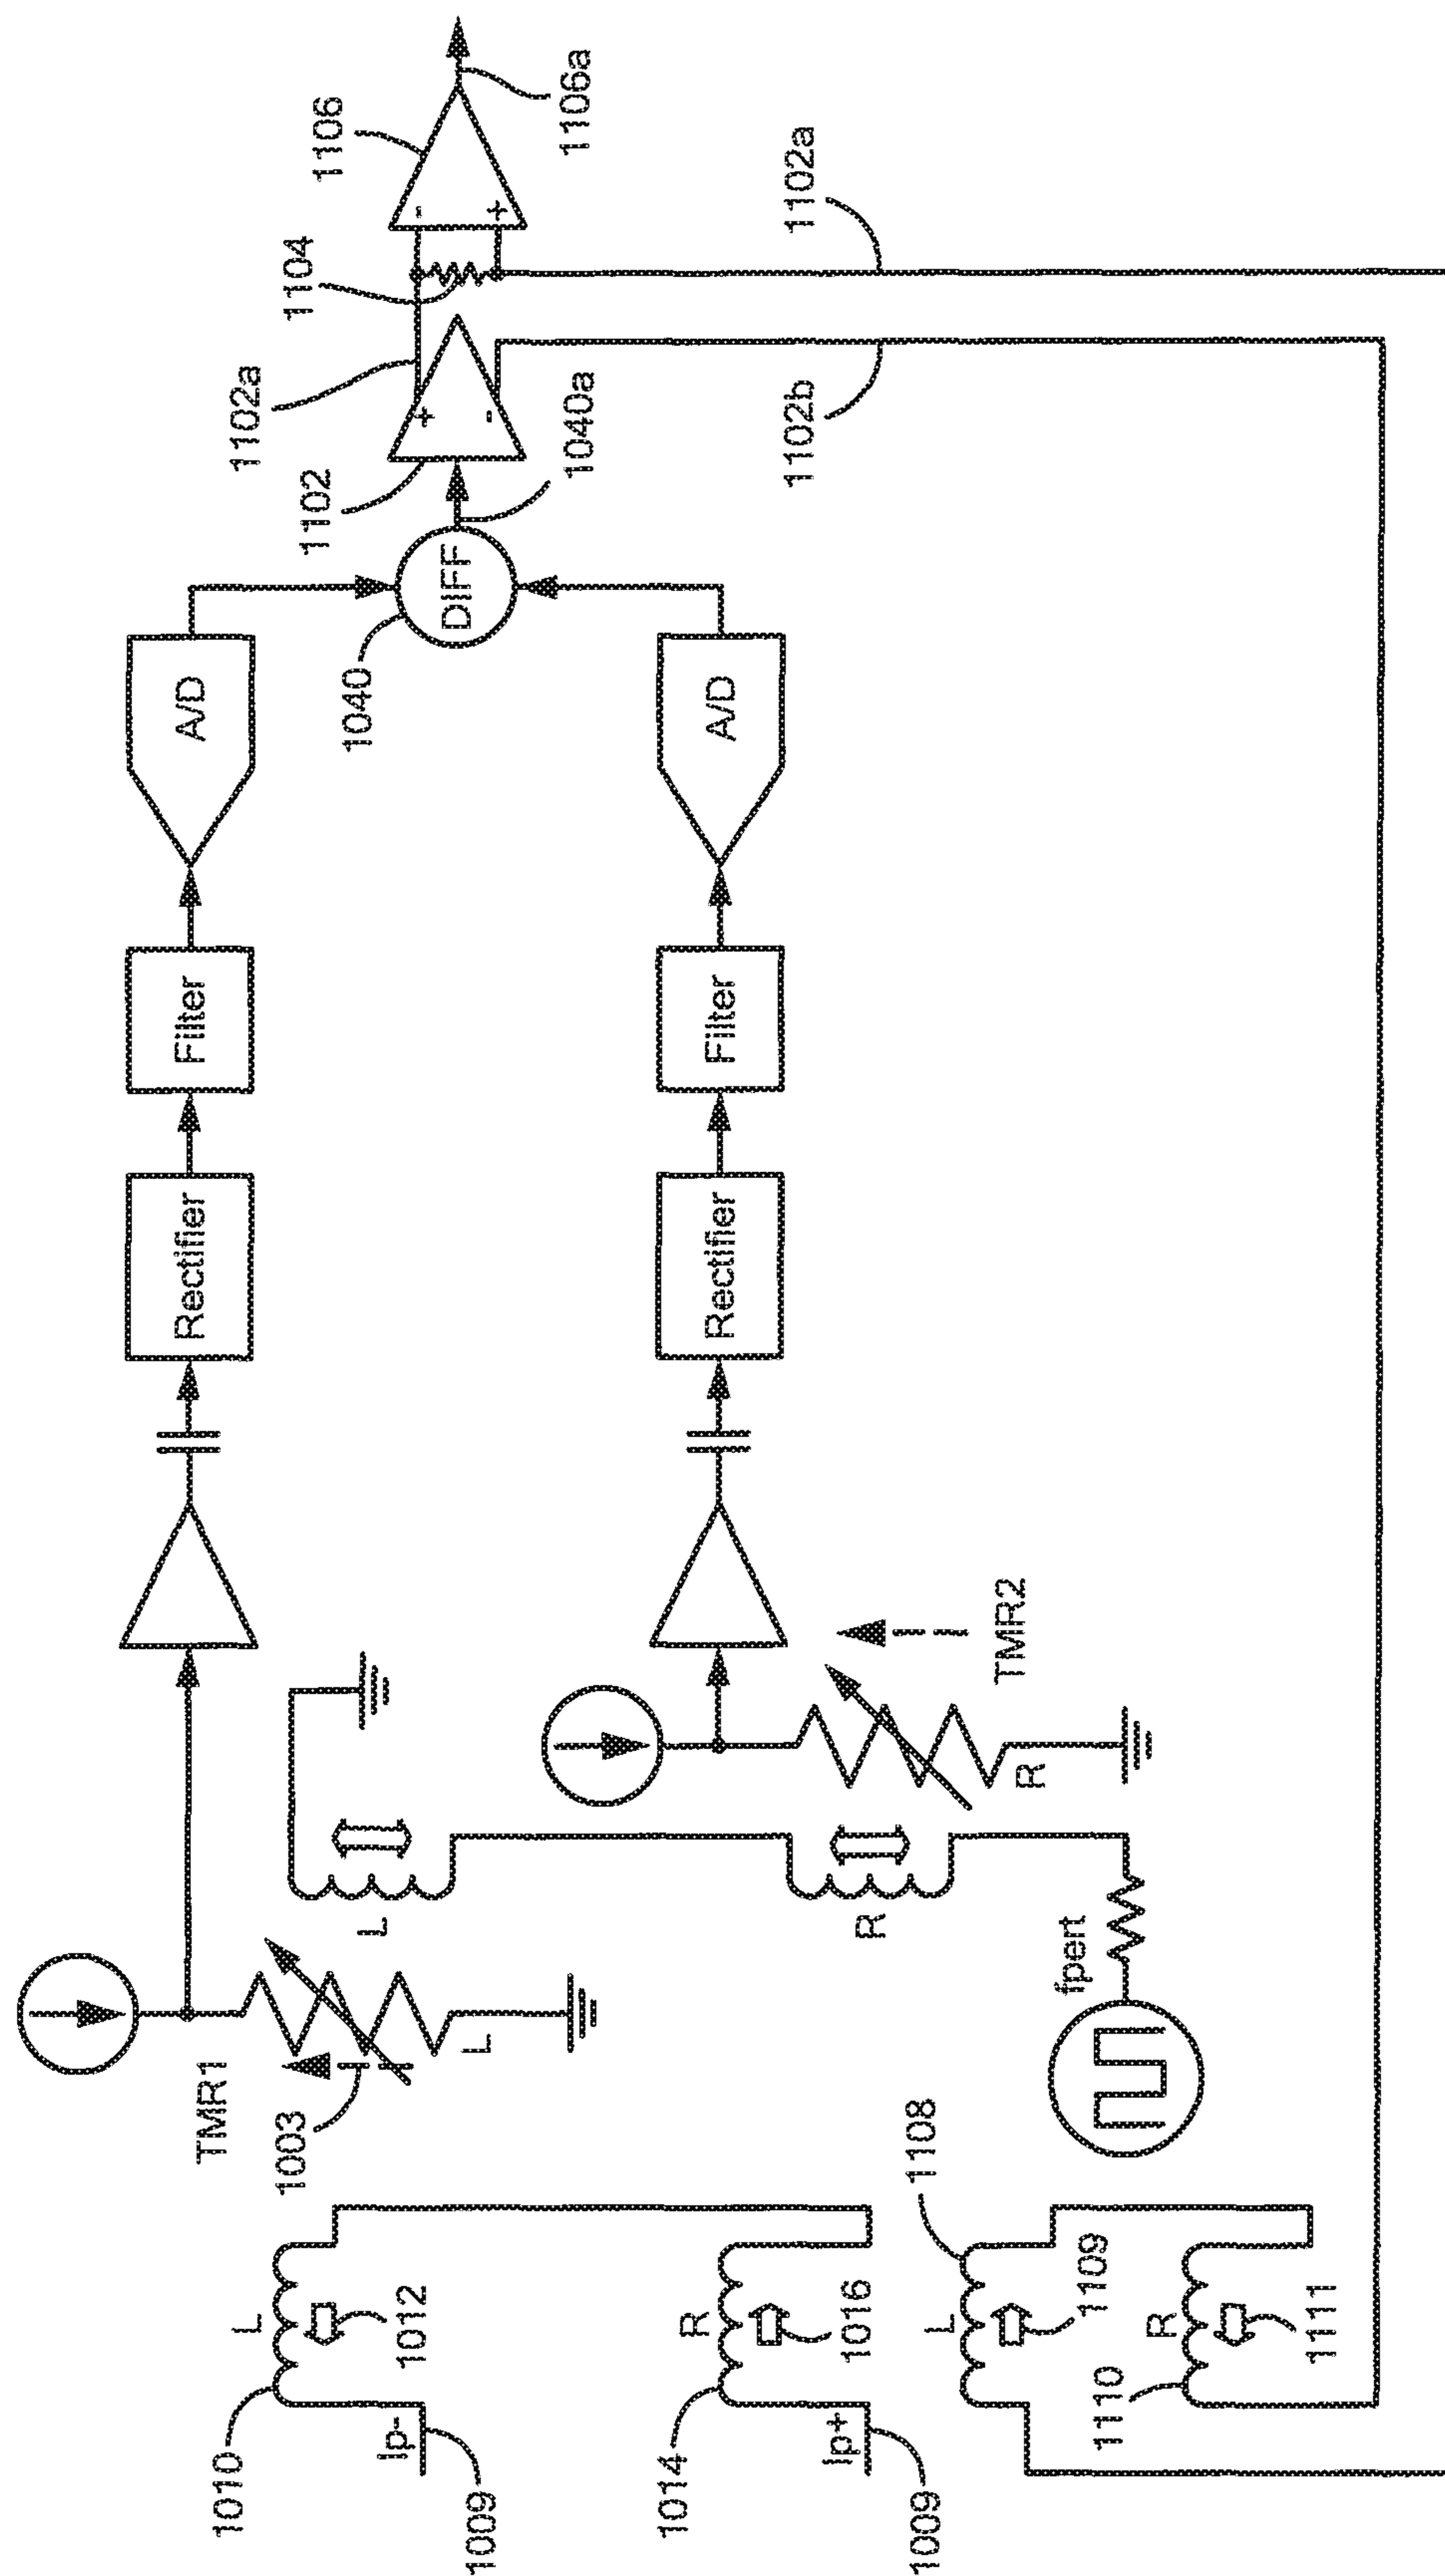 1010
L
1012
Ip-
1009
1014
R
1016
Ip+
1009
1108
L
1109
1110
R
1111
TMR1
1003
L
L
R
fpert
R
TMR2
Rectifier
Filter
A/D
Rectifier
Filter
A/D
1040
DIFF
1040a
1102
+
-
1102a
1104
1102b
1102a
1106
-
+
1106a